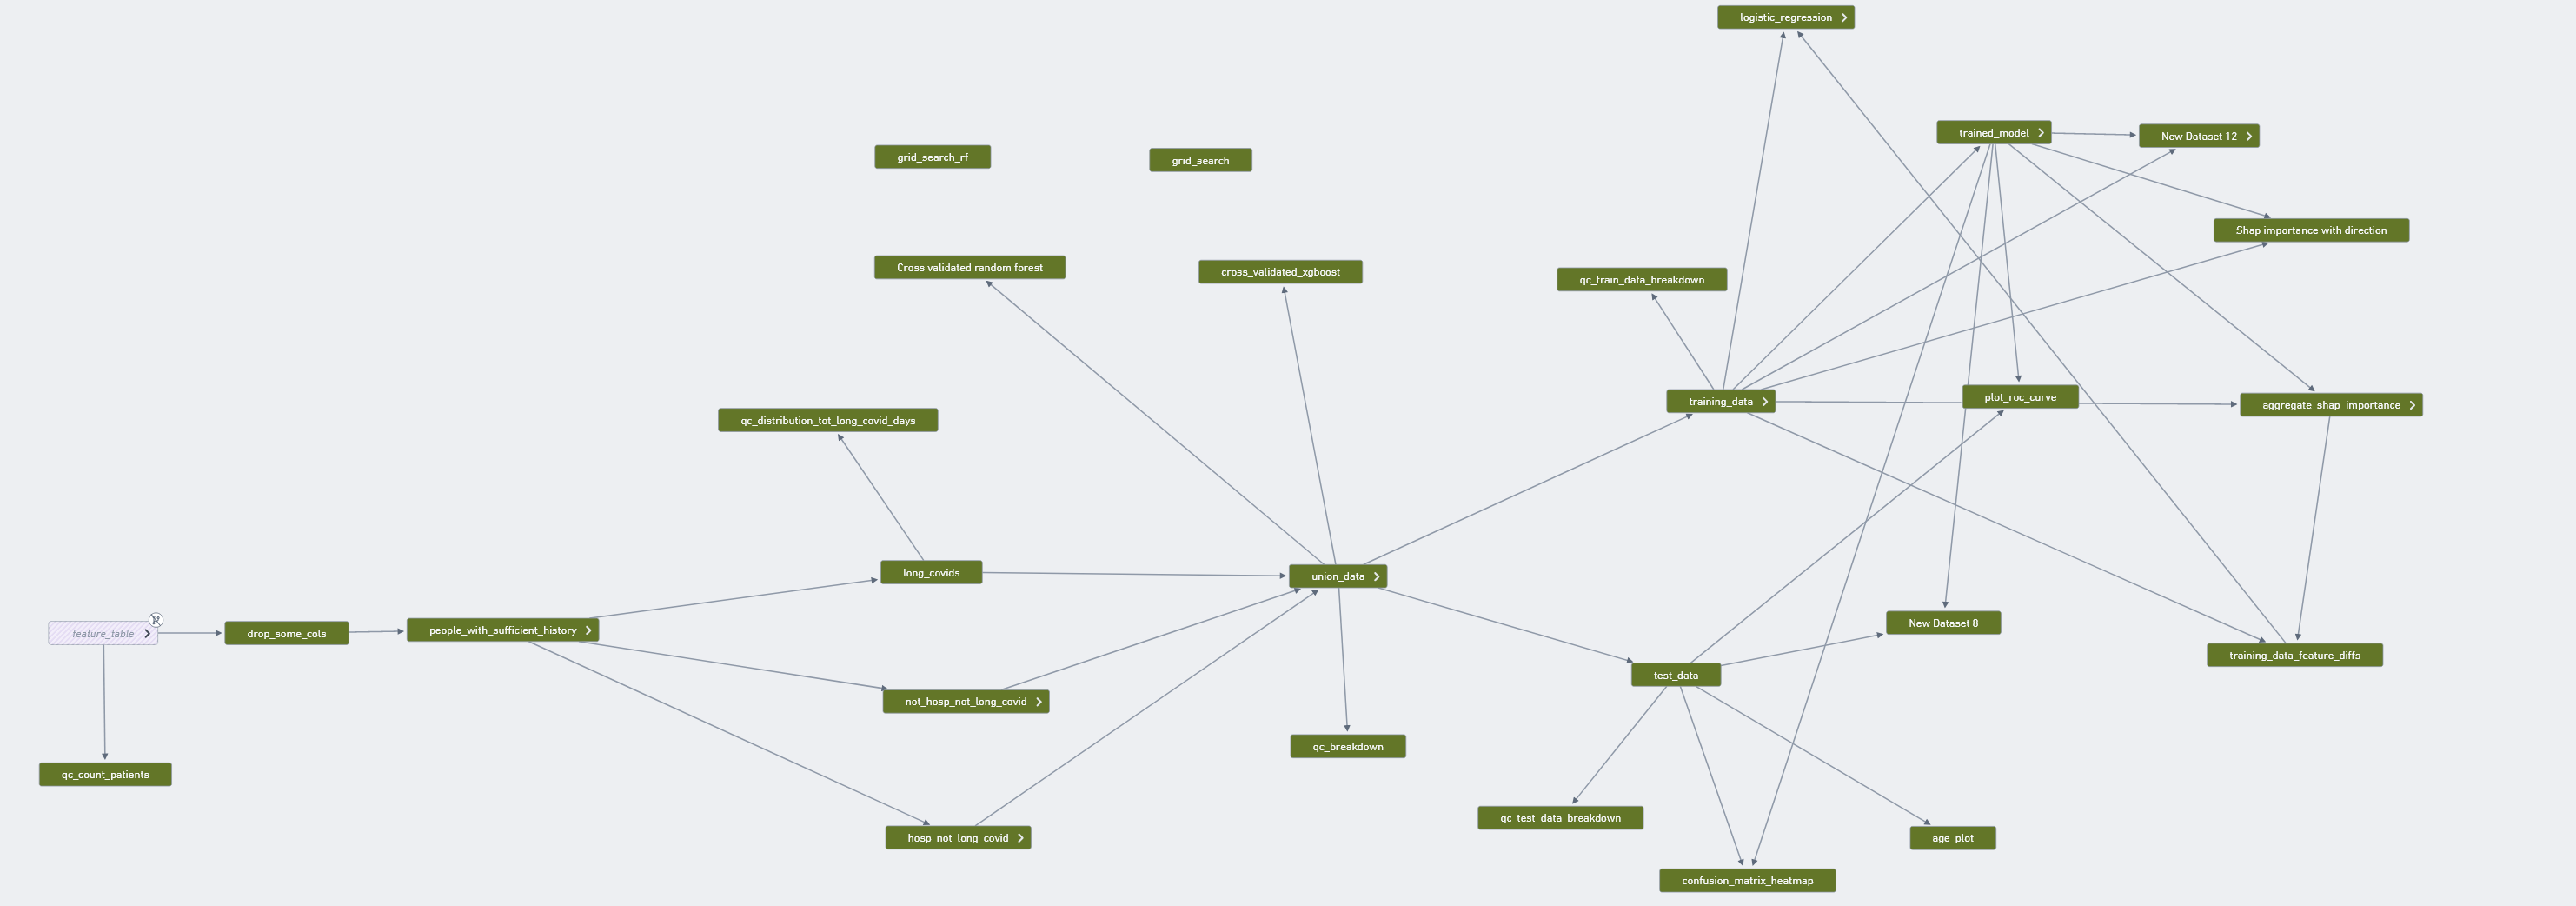 logistic_regression
trained_model
New Dataset 12
grid_search_rf
grid_search
Shap importance with direction
Cross validated random forest
cross_validated_xgboost
qc_train_data_breakdown
training_data
plot_roc_curve
aggregate_shap_importance
qc_distribution_tot_long_covid_days
long_covids
union_data
feature_table
drop_some_cols
people_with_sufficient_history
New Dataset 8
training_data_feature_diffs
test_data
not_hosp_not_long_covid
qc_breakdown
qc_count_patients
qc_test_data_breakdown
hosp_not_long_covid
age_plot
confusion_matrix_heatmap